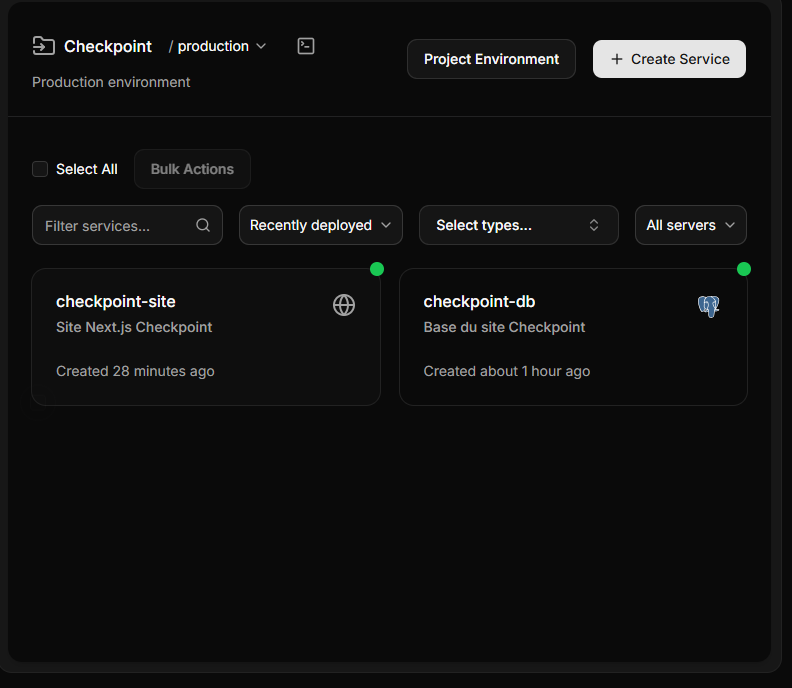 Checkpoint / production
Project Environment
+ Create Service
Production environment
Select All
Bulk Actions
Filter services...
Recently deployed
Select types...
All servers
checkpoint-site
Site Next.js Checkpoint
Created 28 minutes ago
checkpoint-db
Base du site Checkpoint
Created about 1 hour ago